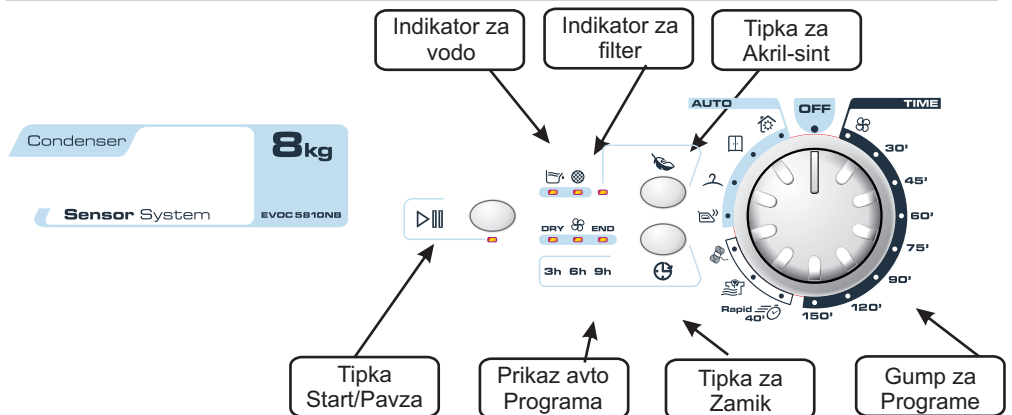 Indikator za
vodo
Indikator za
filter
Tipka za
Akril-sint
AUTO
OFF
TIME
Condenser
8kg
Sensor System
EVOC 5810NB
DRY
END
3h 6h 9h
30'
45'
60'
75'
90'
120'
150'
Rapid
40'
Tipka
Start/Pavza
Prikaz avto
Programa
Tipka za
Zamik
Gump za
Programe